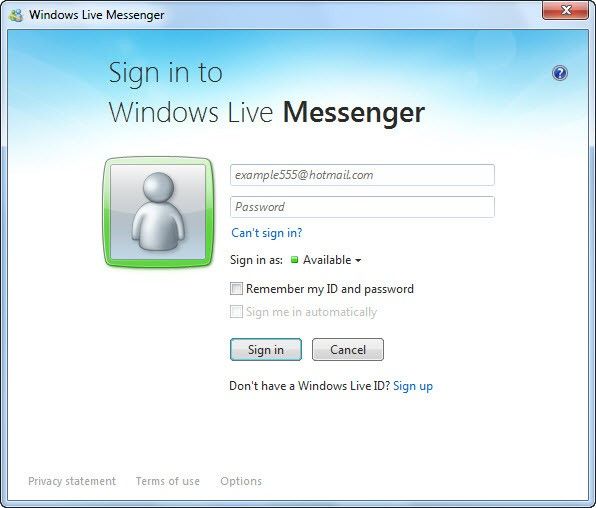 Windows Live Messenger
Sign in to
Windows Live Messenger
example555@hotmail.com
Password
Can't sign in?
Sign in as: Available
Remember my ID and password
Sign me in automatically
Sign in Cancel
Don't have a Windows Live ID? Sign up
Privacy statement Terms of use Options